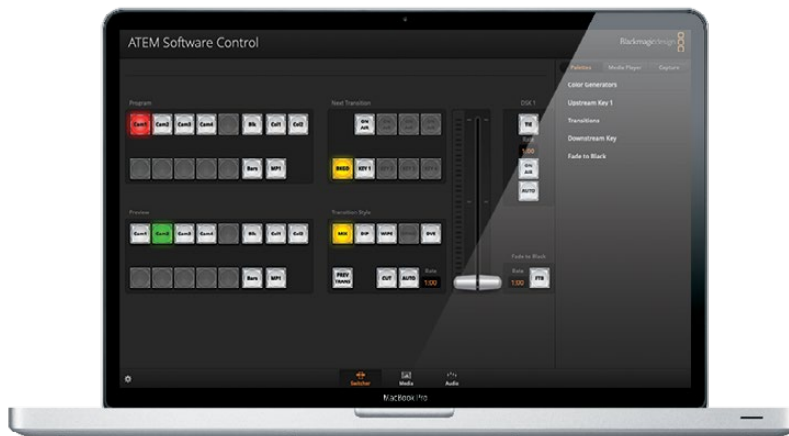 ATEM Software Control
Blackmagicdesign
Palettes Media Player Capture
Color Generators
Upstream Key 1
Transitions
Downstream Key
Fade to Black
Program
Cam1 Cam2 Cam3 Cam4 Blk Col1 Col2
Bars MP1
Next Transition
ON AIR
BKGD KEY 1
DSK 1
TIE
Rate
1:00
ON AIR
AUTO
Preview
Cam1 Cam2 Cam3 Cam4 Blk Col1 Col2
Bars MP1
Transition Style
MIX DIP WIPE DVE
PREV TRANS CUT AUTO
Rate
1:00
Fade to Black
Rate
1:00 FTB
Switcher Media Audio
MacBook Pro